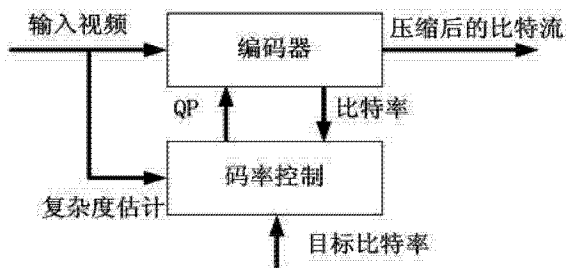 输入视频
编码器
压缩后的比特流
QP
比特率
码率控制
复杂度估计
目标比特率